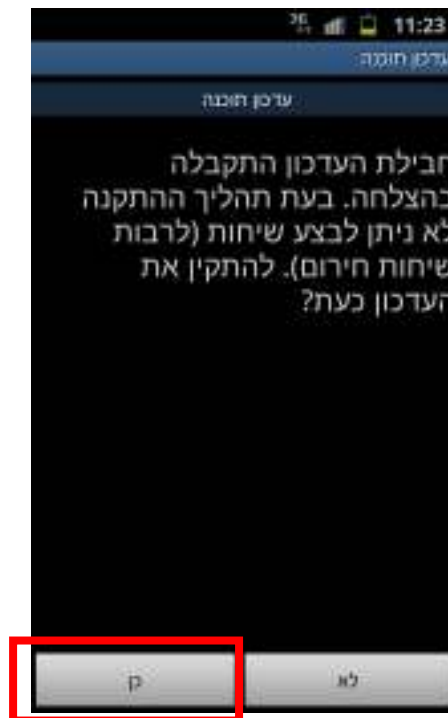 11:23
עדכון תוכנה
עדכון תוכנה
חבילת העדכון התקבלה
בהצלחה. בעת תהליך ההתקנה
לא ניתן לבצע שיחות (לרבות
שיחות חירום). להתקין את
העדכון כעת?
לא
כן